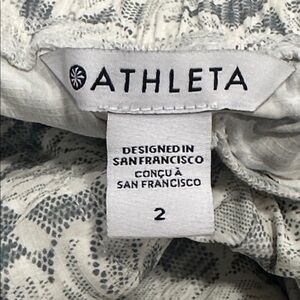 ATHLETA
DESIGNED IN
SAN FRANCISCO
CONÇU À
SAN FRANCISCO
2